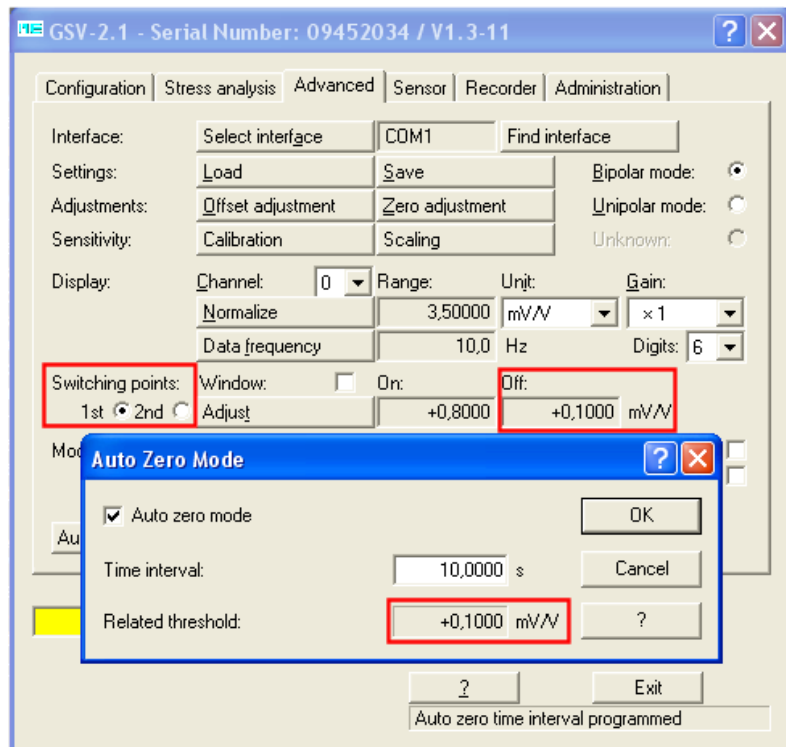 GSV-2.1 - Serial Number: 09452034 / V1.3-11
Configuration Stress analysis Advanced Sensor Recorder Administration
Interface: Select interface COM1 Find interface
Settings: Load Save Bipolar mode:
Adjustments: Offset adjustment Zero adjustment Unipolar mode:
Sensitivity: Calibration Scaling Unknown:
Display: Channel: 0 Range: Unit: Gain:
Normalize 3,50000 mV/V ×1
Data frequency 10,0 Hz Digits: 6
Switching points: Window: On: Off:
1st 2nd Adjust +0,8000 +0,1000 mV/V
Auto Zero Mode
Auto zero mode OK
Time interval: 10,0000 s Cancel
Related threshold: +0,1000 mV/V ?
? Exit
Auto zero time interval programmed